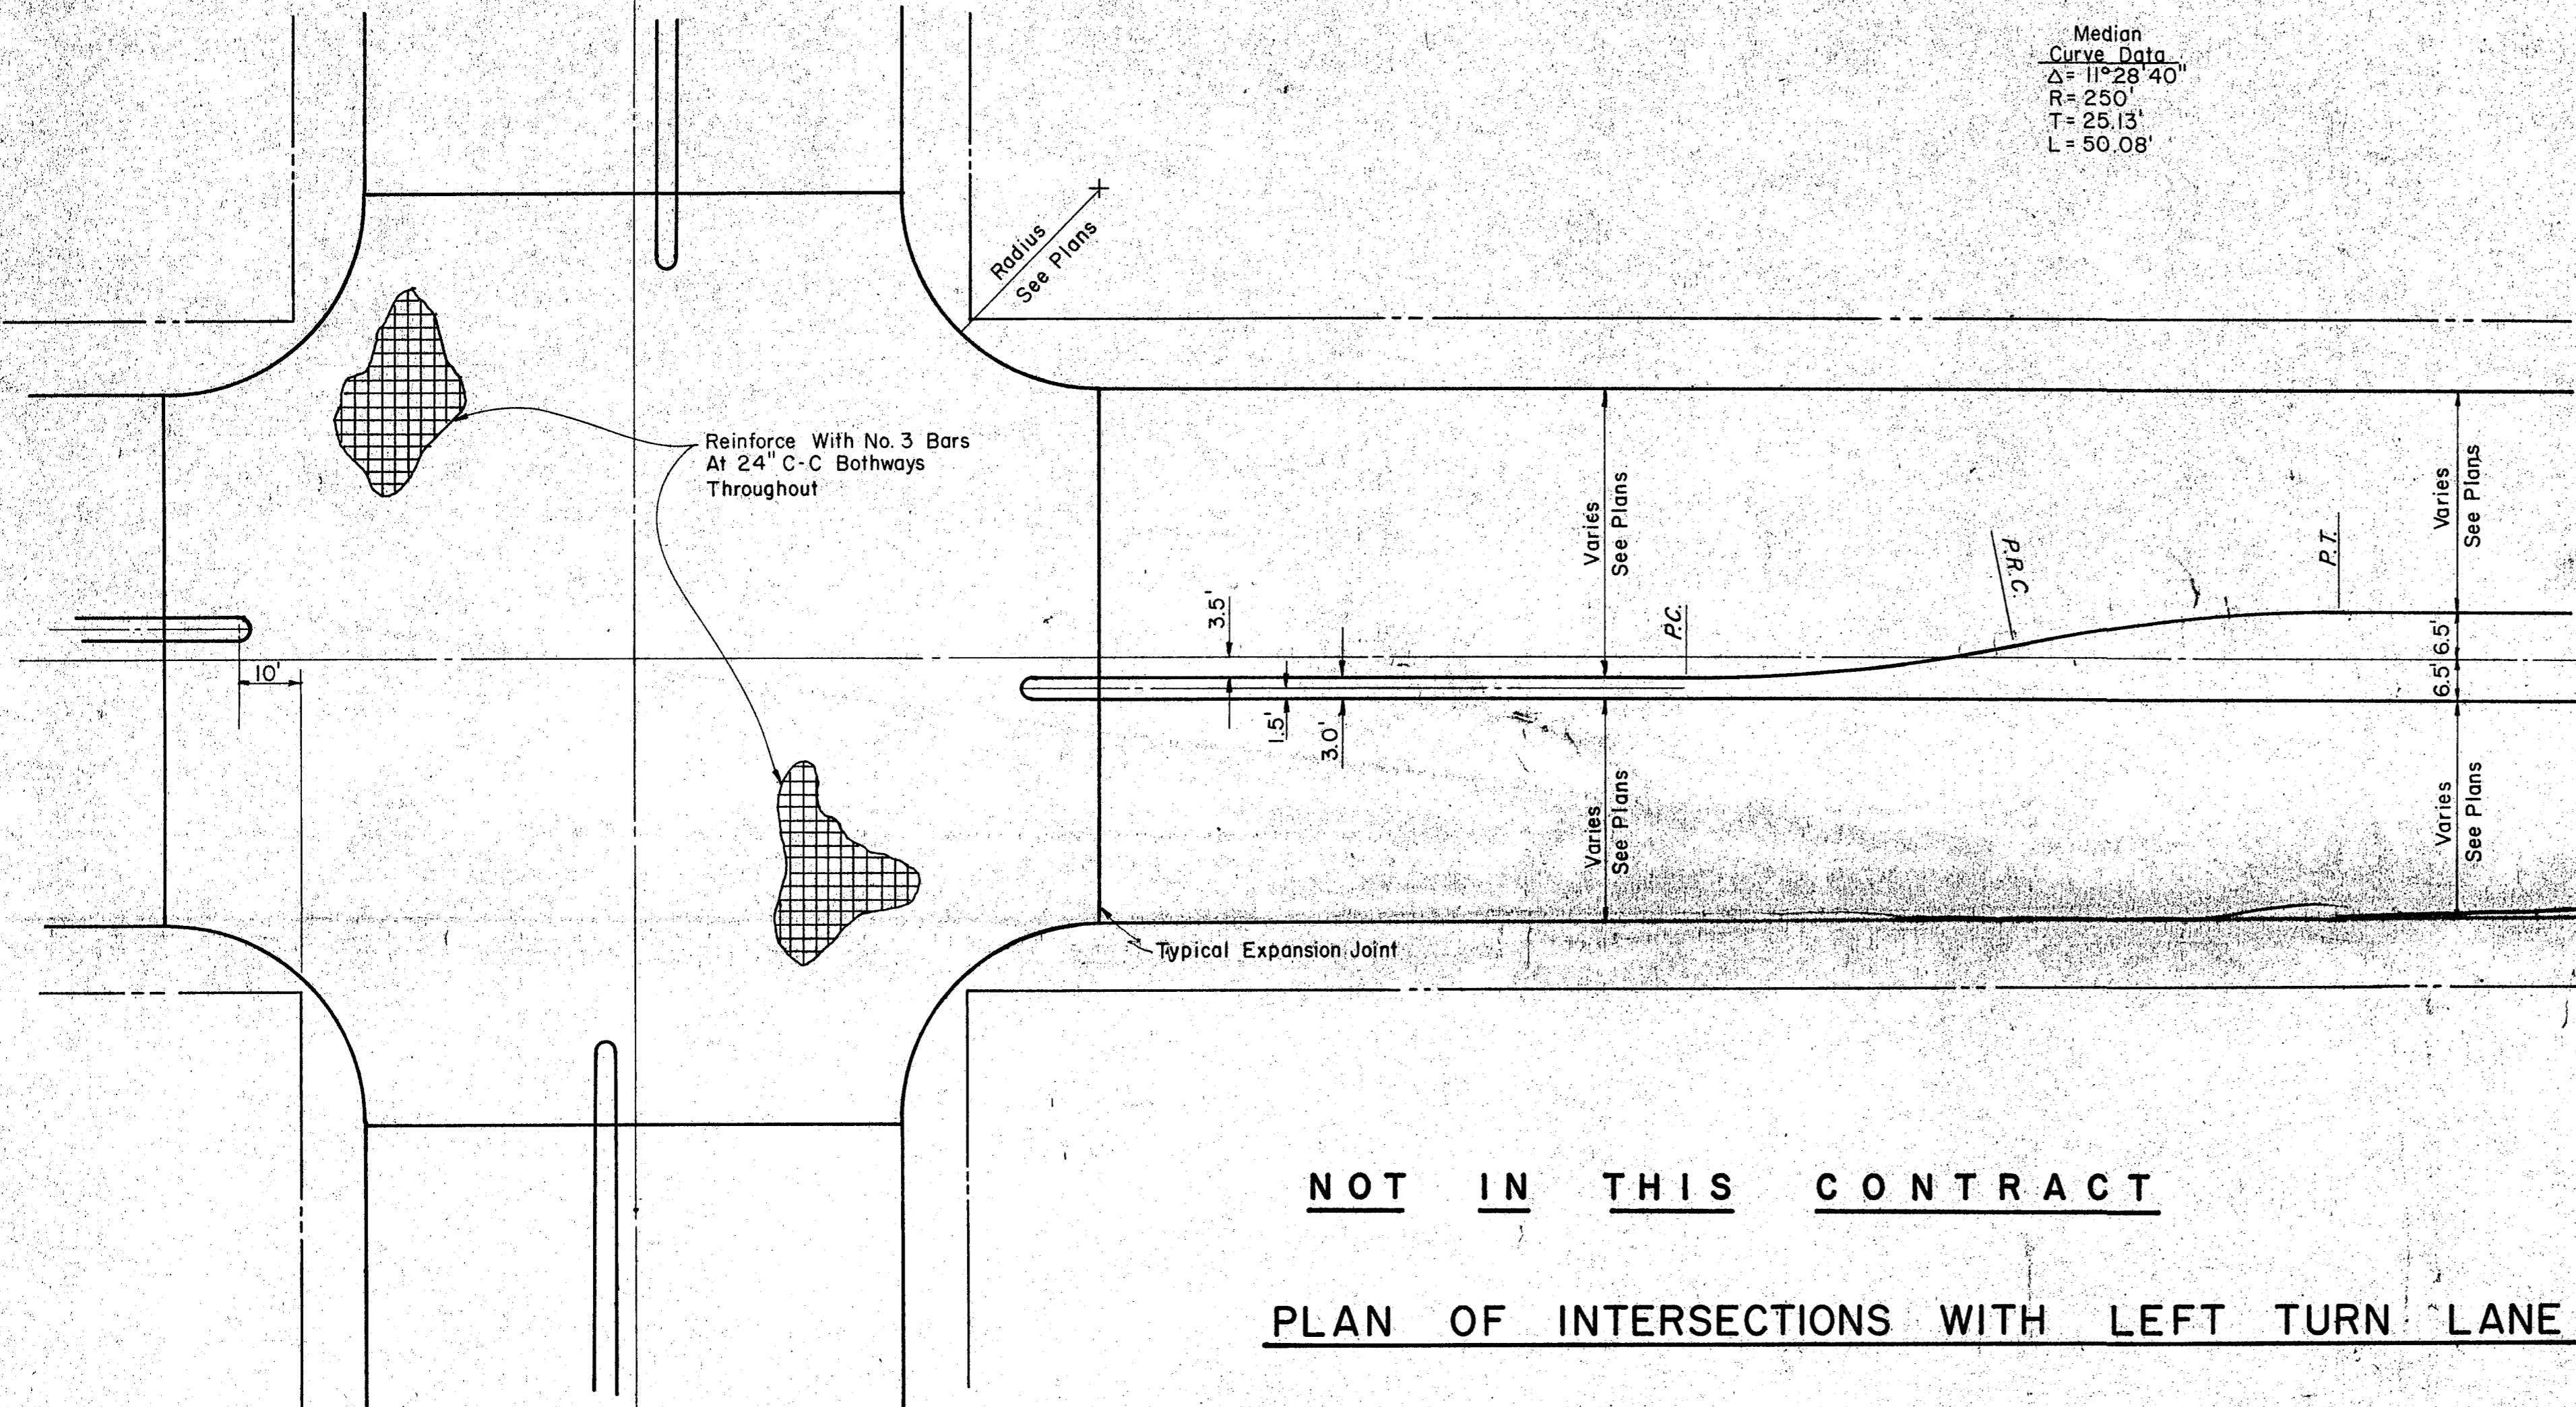 Median
Curve Data
Δ= 11°28'40"
R= 250'
T= 25.13'
L= 50.08'
Radius
See Plans
Reinforce With No. 3 Bars
At 24" C-C Bothways
Throughout
Varies
See Plans
Varies
See Plans
P.R.C.
P.T.
3.5'
P.C.
6.5'
6.5'
10'
1.5'
3.0'
Varies
See Plans
Varies
See Plans
Typical Expansion Joint
NOT IN THIS CONTRACT
PLAN OF INTERSECTIONS WITH LEFT TURN LANE